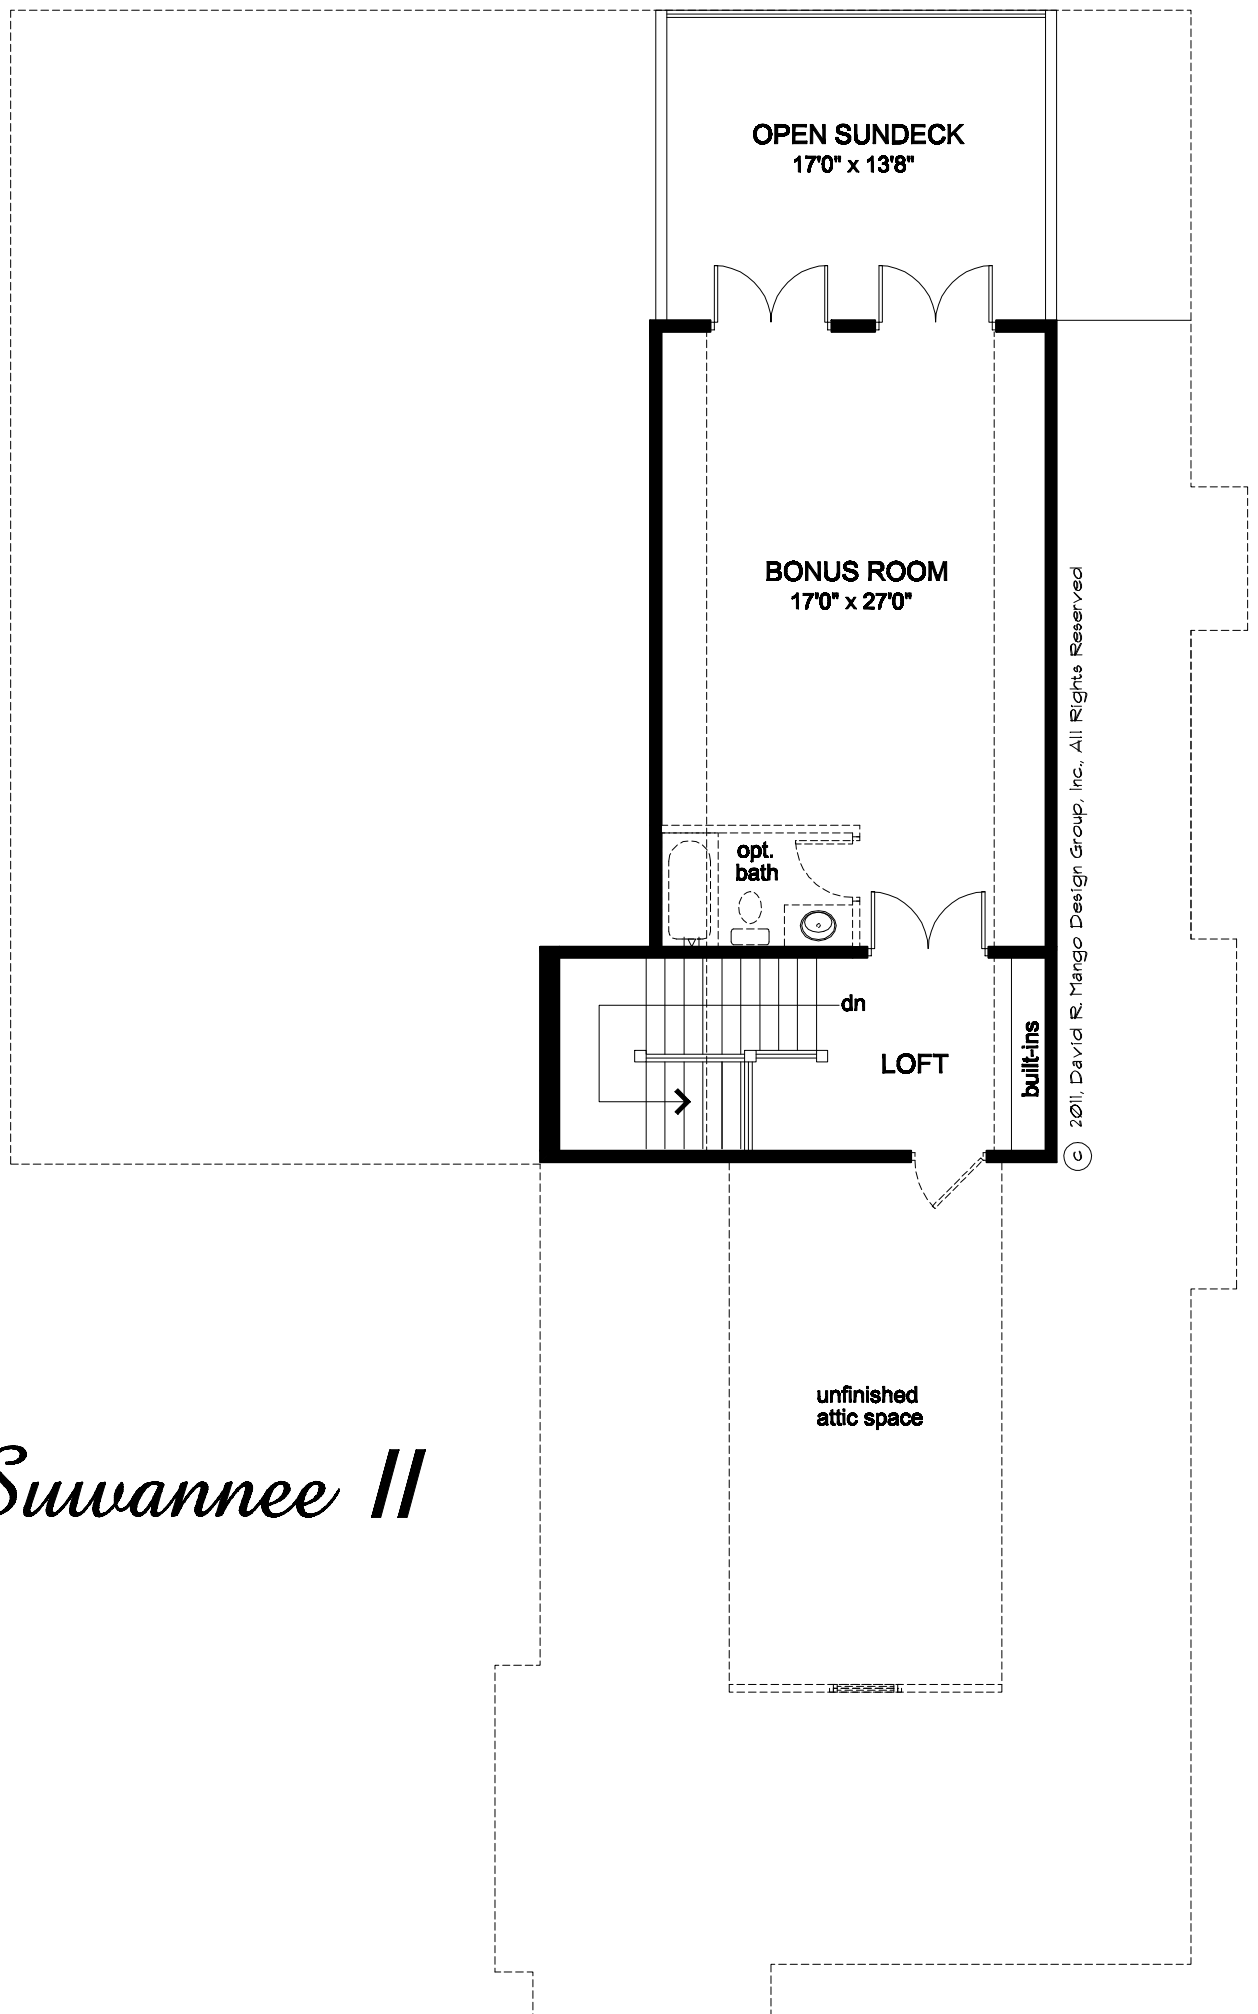 OPEN SUNDECK
17'0" x 13'8"
BONUS ROOM
17'0" x 27'0"
opt.
bath
dn
LOFT
built-ins
© 2011, David R. Mango Design Group, Inc., All Rights Reserved
unfinished
attic space
Suwannee II